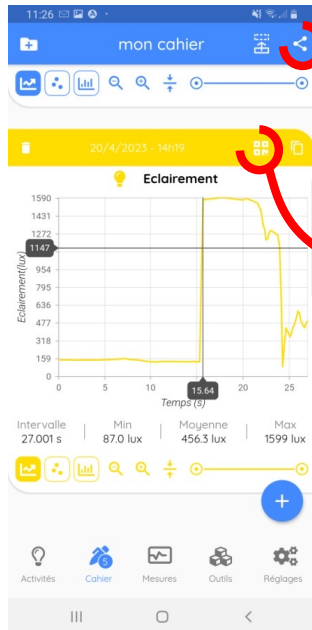 11:26
mon cahier
20/4/2023 - 14h19
Eclairement
1590
1431
1272
1147
954
795
636
477
318
159
0
Eclairement(lux)
0 5 10 15.64 20 25
Temps (s)
Intervalle Min Moyenne Max
27.001 s 87.0 lux 456.3 lux 1599 lux
+
5
Activités Cahier Mesures Outils Réglages